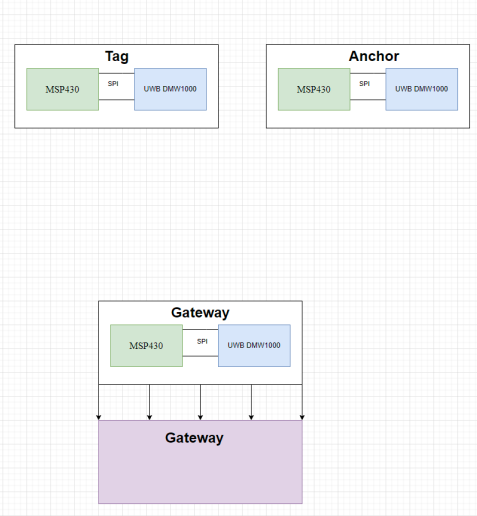 Tag
MSP430
SPI
UWB DMW1000
Anchor
MSP430
SPI
UWB DMW1000
Gateway
MSP430
SPI
UWB DMW1000
Gateway